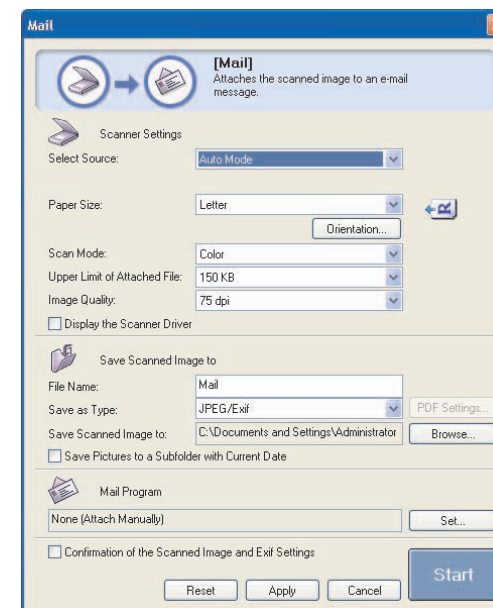 Mail
[Mail]
Attaches the scanned image to an e-mail
message.
Scanner Settings
Select Source: Auto Mode
Paper Size: Letter
Orientation...
Scan Mode: Color
Upper Limit of Attached File: 150 KB
Image Quality: 75 dpi
Display the Scanner Driver
Save Scanned Image to
File Name: Mail
Save as Type: JPEG/Exif PDF Settings...
Save Scanned Image to: C:\Documents and Settings\Administrator Browse...
Save Pictures to a Subfolder with Current Date
Mail Program
None (Attach Manually) Set...
Confirmation of the Scanned Image and Exif Settings
Reset Apply Cancel Start